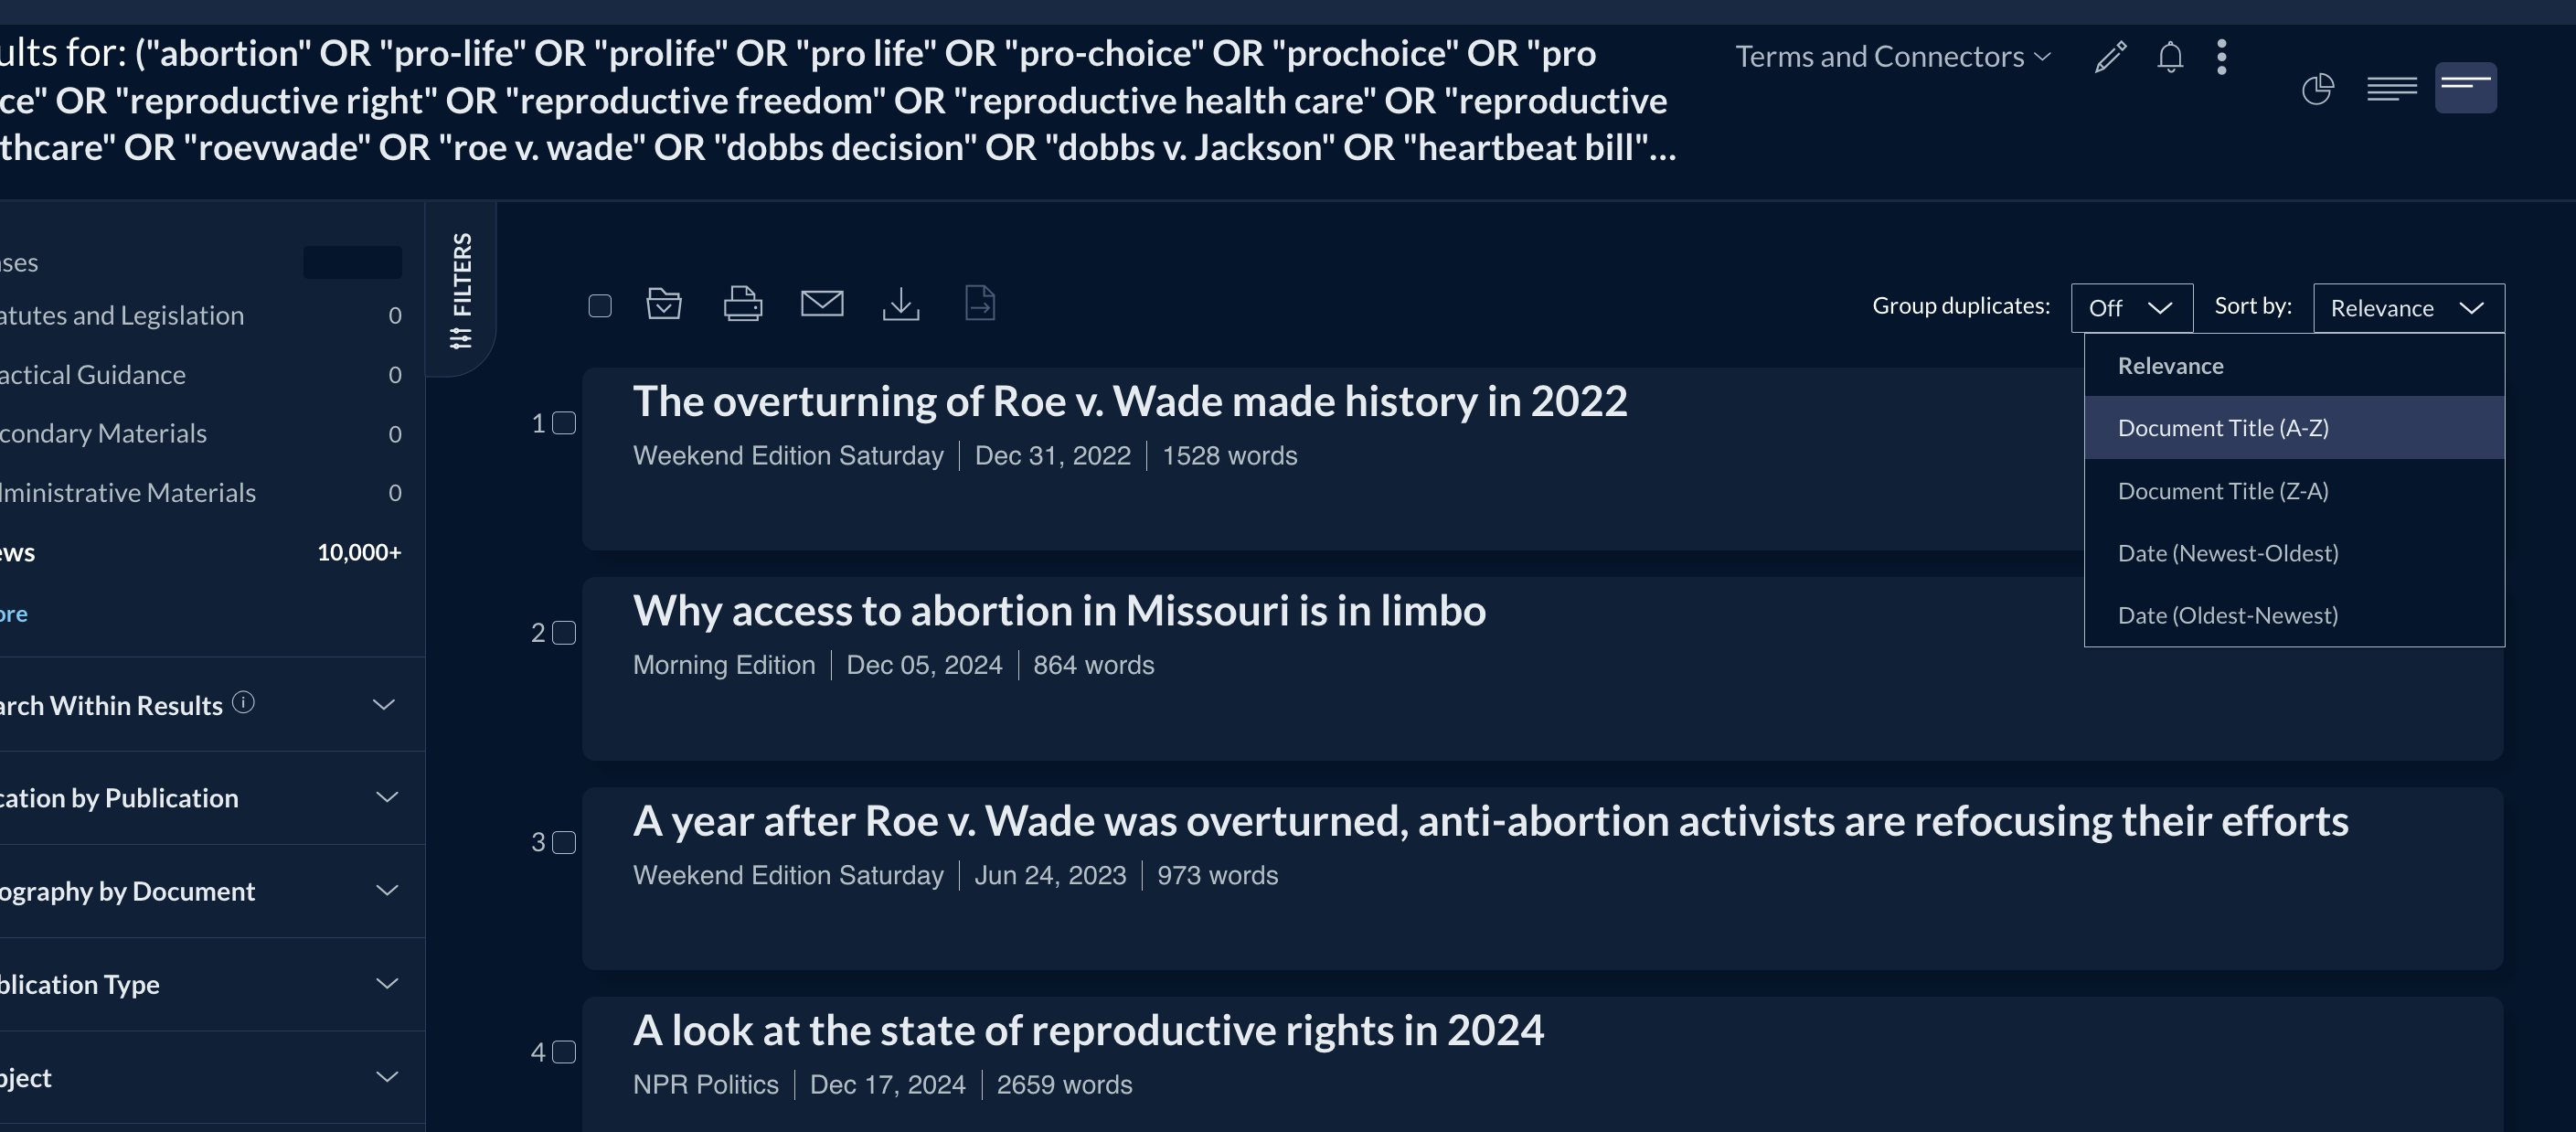 ults for: ("abortion" OR "pro-life" OR "prolife" OR "pro life" OR "pro-choice" OR "prochoice" OR "pro
ce" OR "reproductive right" OR "reproductive freedom" OR "reproductive health care" OR "reproductive
thcare" OR "roevwade" OR "roe v. wade" OR "dobbs decision" OR "dobbs v. Jackson" OR "heartbeat bill"...
Terms and Connectors
ses
atutes and Legislation 0
actical Guidance 0
condary Materials 0
ministrative Materials 0
ews 10,000+
ore
arch Within Results
cation by Publication
ography by Document
blication Type
ject
FILTERS
Group duplicates: Off Sort by: Relevance
Relevance
Document Title (A-Z)
Document Title (Z-A)
Date (Newest-Oldest)
Date (Oldest-Newest)
1 The overturning of Roe v. Wade made history in 2022
Weekend Edition Saturday | Dec 31, 2022 | 1528 words
2 Why access to abortion in Missouri is in limbo
Morning Edition | Dec 05, 2024 | 864 words
3 A year after Roe v. Wade was overturned, anti-abortion activists are refocusing their efforts
Weekend Edition Saturday | Jun 24, 2023 | 973 words
4 A look at the state of reproductive rights in 2024
NPR Politics | Dec 17, 2024 | 2659 words